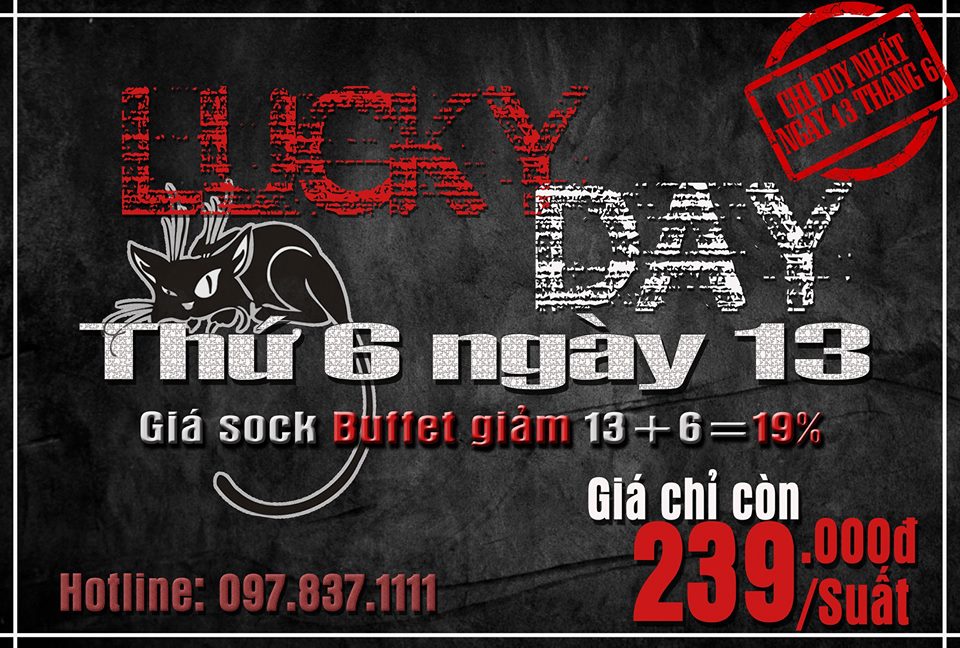 LUCKY
DAY
CHỈ DUY NHẤT
NGÀY 13 THÁNG 6
Thứ 6 ngày 13
Giá sock Buffet giảm 13+6=19%
Giá chỉ còn
239.000đ/Suất
Hotline: 097.837.1111